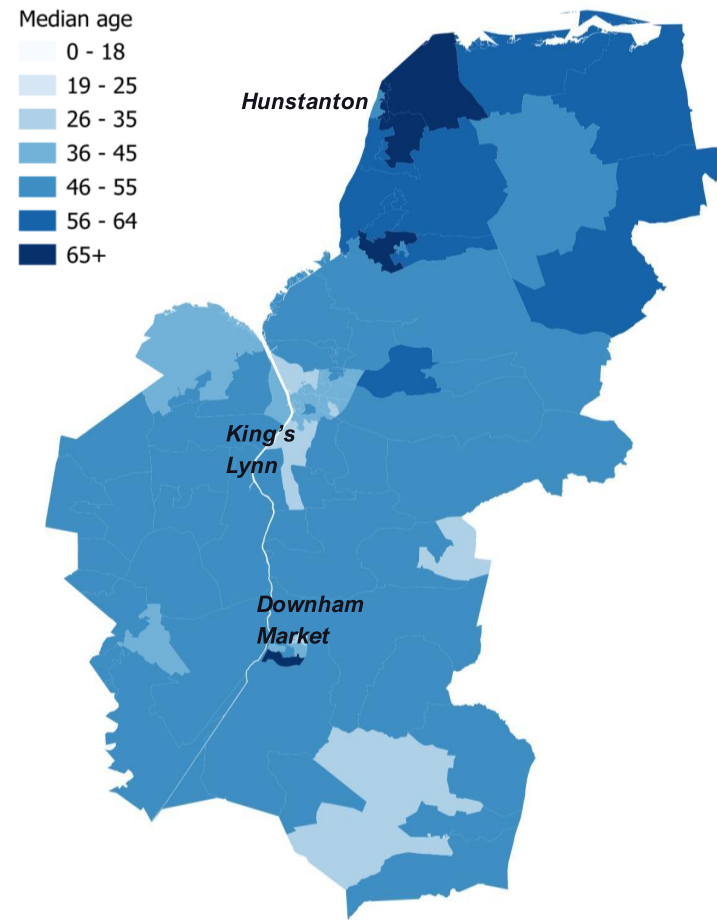 Median age
0 - 18
19 - 25
26 - 35
36 - 45
46 - 55
56 - 64
65+
Hunstanton
King's
Lynn
Downham
Market